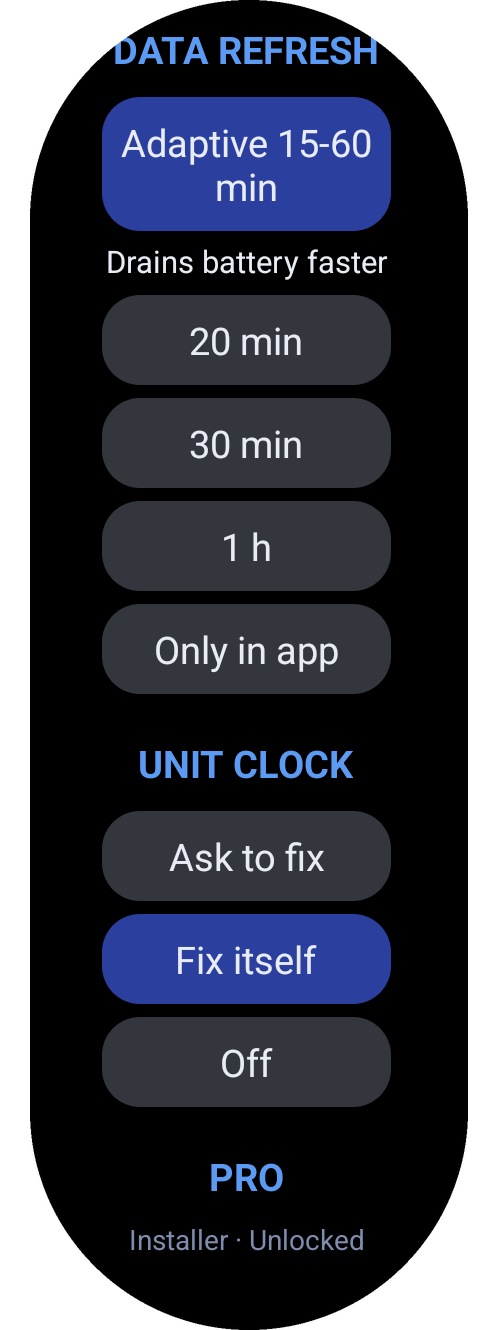 DATA REFRESH
Adaptive 15-60
min
Drains battery faster
20 min
30 min
1 h
Only in app
UNIT CLOCK
Ask to fix
Fix itself
Off
PRO
Installer · Unlocked